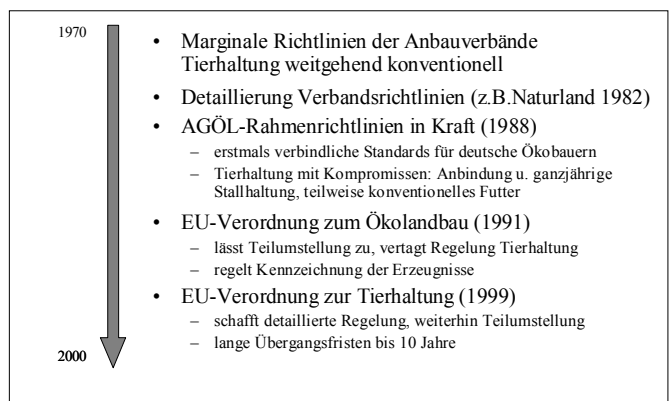 1970
• Marginale Richtlinien der Anbauverbände
Tierhaltung weitgehend konventionell
• Detaillierung Verbandsrichtlinien (z.B.Naturland 1982)
• AGÖL-Rahmenrichtlinien in Kraft (1988)
– erstmals verbindliche Standards für deutsche Ökobauern
– Tierhaltung mit Kompromissen: Anbindung u. ganzjährige
Stallhaltung, teilweise konventionelles Futter
• EU-Verordnung zum Ökolandbau (1991)
– lässt Teilumstellung zu, vertagt Regelung Tierhaltung
– regelt Kennzeichnung der Erzeugnisse
• EU-Verordnung zur Tierhaltung (1999)
– schafft detaillierte Regelung, weiterhin Teilumstellung
– lange Übergangsfristen bis 10 Jahre
2000